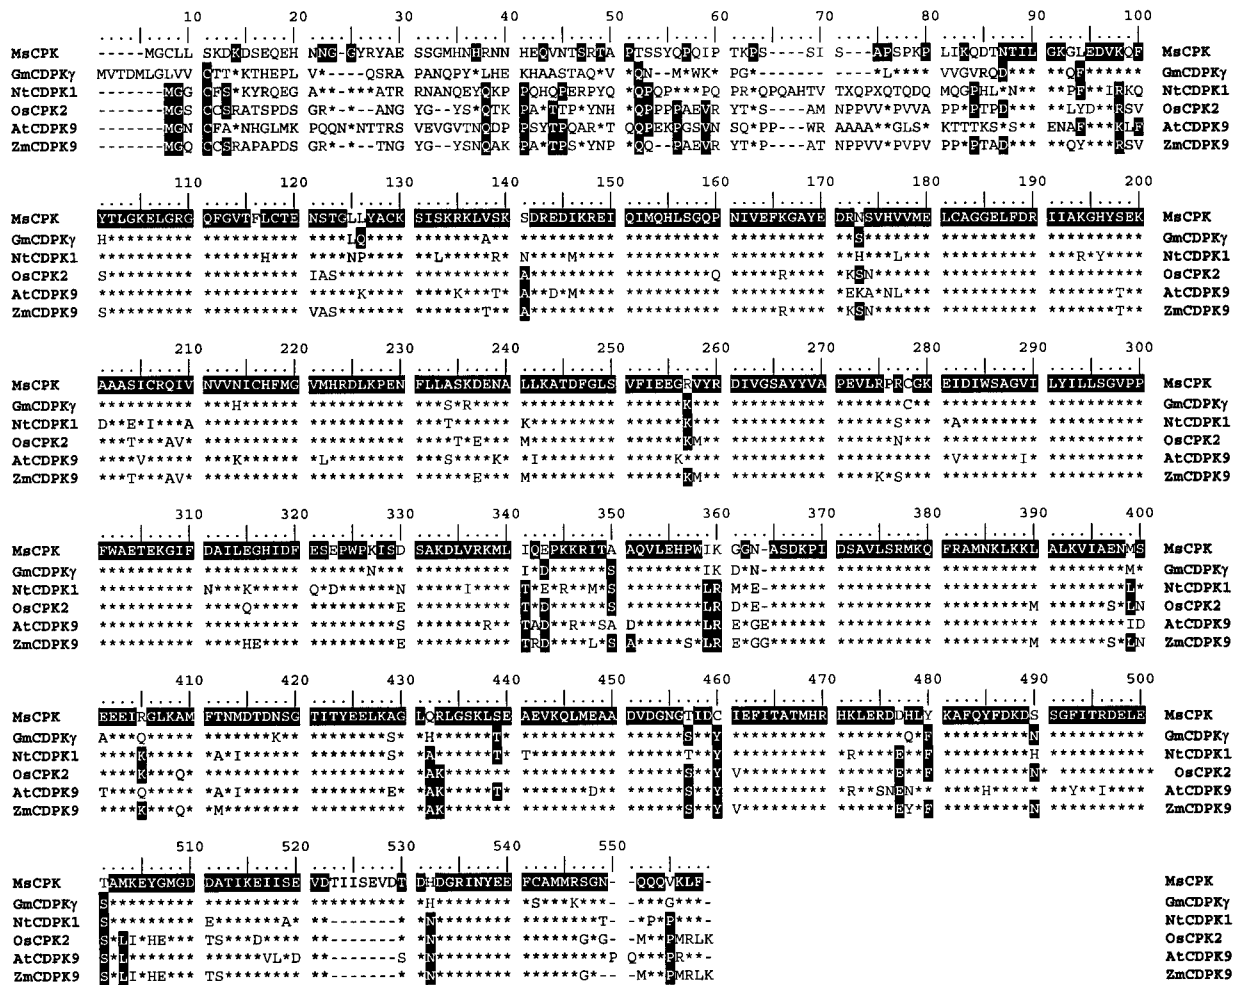 10 20 30 40 50 60 70 80 90 100
MsCPK -----MGCLL SKDKDSEQEH NNG-GYRYAE SSGMHNHRNN HEQVNTSRTA PTSSYQPQIP TKPS---SIS ---APSPKP LIKQDTNTIL GKGLEDVKQF MsCPK
GmCDPKγ MVTDMLGLVV CTT*KTHEPL V*---QSRA PANQPY*LHE KHAASTAQ*V *QN--M*WK* PG-------- ---*L***** VVGVRQD*** **QF****** GmCDPKγ
NtCDPK1 ------MGG CFS*KYRQEG A*----*ATR RNANQEYQKP PQHQPERPYQ QPQP---PQ* PQPR*QPQAHTV TQXPXQTQDQ MQGPHL*N** ***PF**IRKQ NtCDPK1
OsCPK2 ------MGS CCSRATSPDS GR*--*ANG YG*--YS*QTK PA*TTPYNH* QPPPPAEVRY YT*S---AM NPPVV*PVVA PP*PTPD*** ***LYD**RSV OsCPK2
AtCDPK9 ------MGN CFA*NHGLMK PQQN*NTTRS VEVGVTNQDP PSYTPQAR*T QQPEKPGSVN SQ*PP--WR AAAA**GLS* KTTTKS*S** ENAF***KLF AtCDPK9
ZmCPK9 ------MGQ CCSRAPAPDS GR*--*TNG YG*--YSNQAK PA*TPS*YNP *QQ--PAEVR YT*P---AT NPPVV*PVPV PP*PTAD*** ***QY***RSV ZmCDPK9
110 120 130 140 150 160 170 180 190 200
MsCPK YTLGKELGRG QFGVTFLCTE NSTGLLYACK SISKRKLVSK SDREDIKREI QIMQHLSGQP NIVEFKGAYE DRNSVHVVME LCAGGELFDR IIAKGHYSEK MsCPK
GmCDPKγ H********* ********** ****LQ**** *******A** ********** ********** ********** **S******* ********** ********** GmCDPKγ
NtCDPK1 ********** *****H**** ****NP**** ***L****R* N****M**** ********** ********** **H***L*** ********** ***R*Y**** NtCDPK1
OsCPK2 S********* ********** IAS******* ********** A********* *********Q *****R**** *KSN****** ********** ********** OsCPK2
AtCDPK9 ********** ********** *****K**** ****K***T* A**D*M**** ********** ********** *EKA*NL*** ********** *******T** AtCDPK9
ZmCDPK9 S********* ********** VAS******* *******T** A********* ********** *****R**** *KSN****** ********** *******T** ZmCDPK9
210 220 230 240 250 260 270 280 290 300
MsCPK AAASICRQIV NVVNICHFMG VMHRDLKPEN FLLASKDENA LLKATDFGLS VFIEEGRVYR DIVGSAYYVA PEVLRPRCGK EIDIWSAGVI LYILLSGVPP MsCPK
GmCDPKγ ********** ***H****** ********** ****S*R*** ********** ******K*** ********** *******C** ********** ********** GmCDPKγ
NtCDPK1 D**E*I***A ********** ********** ****T***** *K******** ******K*** ********** ******S*** *A******** ********** NtCDPK1
OsCPK2 ***T**AV** ********** ********** *****T*E** *M******** ******KM** ********** ******N*** ********** ********** OsCPK2
AtCDPK9 ****V***** ***K****** **L******* ****S***K* **I******* *****K**** ********** ********** **V*****I* ********** AtCDPK9
ZmCDPK9 ***T**AV** ********** ********** *******E** *M******** ******KM** ********** ****K*S*** ********** ********** ZmCDPK9
310 320 330 340 350 360 370 380 390 400
MsCPK FWAETEKGIF DAILEGHIDF ESEPWPKISD SAKDLVRKML IQEPKKRITA AQVLEHPWIK GGN-ASDKPI DSAVLSRMKQ FRAMNKLKKL ALKVIAENMS MsCPK
GmCDPKγ ********** ********** ******N*** ********** I*D******S ********IK *D*N-***** ********** ********** ********M* GmCDPKγ
NtCDPK1 ********** N***K***** Q**D*****N *****I**** T*E*R**M*S ********LR *M*E-***** ********** ********** ********L* NtCDPK1
OsCPK2 ********** ****Q***** *********E ********** T*D******S ********LR *D*E-***** ********** *********M *******SLN OsCPK2
AtCDPK9 ********** ********** *********S *******R** TAD**R**SA D*******LR *E*GE***** ********** ********** ********ID AtCDPK9
ZmCDPK9 ********** ****HE**** *********E ********** TRD****L*S A*****S*LR *E*GG***** ********** *********M *******S*LN ZmCDPK9
410 420 430 440 450 460 470 480 490 500
MsCPK EEEIRGLKAM FTNMDTDNSG TITYEELKAG LQRLGSKLSE AEVKQLMEAA DVDGNGTIDC IEFITATMHR HKLERDDHLY KAFQYFDKDS SGFITRDELE MsCPK
GmCDPKγ A***Q***** *******K** ********S* *H******T* ********** ******S**Y ********** *******Q*F *********N ********** GmCDPKγ
NtCDPK1 ****K***** **A*I***** ********S* *A******T* *T******** ******T**Y ********** **R***E**F *********H ********** NtCDPK1
OsCPK2 ****K**Q** ********** ********** *AK******* ********** ******S**Y V********* ******E**F *********N ********** OsCPK2
AtCDPK9 T***Q***** **A*I***** ********E* *AK*****T* *****D**** ******S**Y ********** **R**SNEN* *****H**** ***Y**I*** AtCDPK9
ZmCDPK9 ****K**Q** **M******* ********** *AK******* ********** ******S**Y V********* ******EY*F *********N ********** ZmCDPK9
510 520 530 540 550
MsCPK TAMKEYGMGD DATIKEIISE VDTIISEVDT DHDGRINYEE FCAMMRSGN- -QQQVKLF- MsCPK
GmCDPKγ S********* ********** **-------* *H******** *S***K***- -***G***- GmCDPKγ
NtCDPK1 S********* E******A** **-------* *N******** ********T- -*P*P***- NtCDPK1
OsCPK2 S*LI*HE*** TS***D**** **-------* *N******** *****G*G-- -M**PMRLK OsCPK2
AtCDPK9 S*L******* *****VL*D* **-------S *N******** *********P Q***PR**- AtCDPK9
ZmCDPK9 S*LI*HE*** TS******** **-------* *N******** *****G*--- -M**PMRLK ZmCDPK9